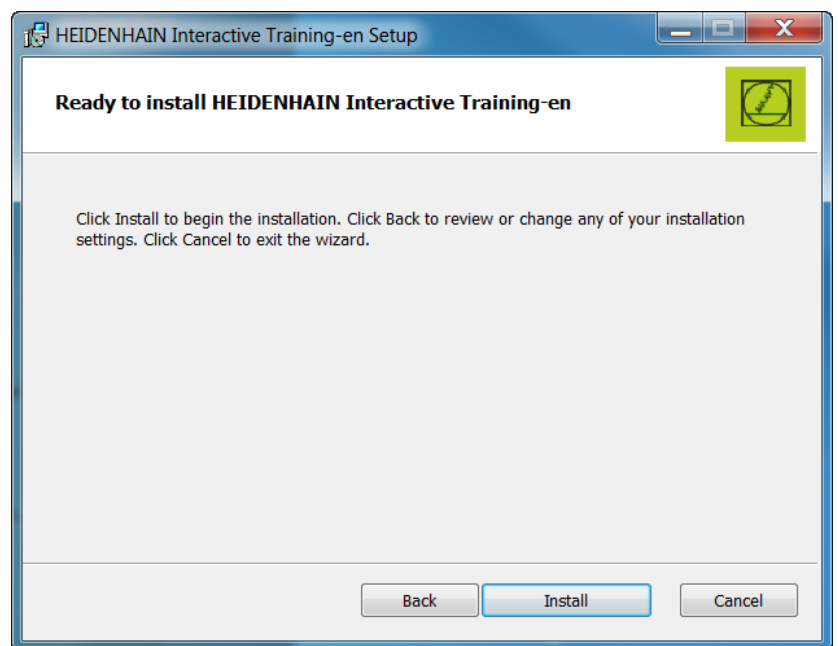 HEIDENHAIN Interactive Training-en Setup
Ready to install HEIDENHAIN Interactive Training-en
Click Install to begin the installation. Click Back to review or change any of your installation
settings. Click Cancel to exit the wizard.
Back Install Cancel